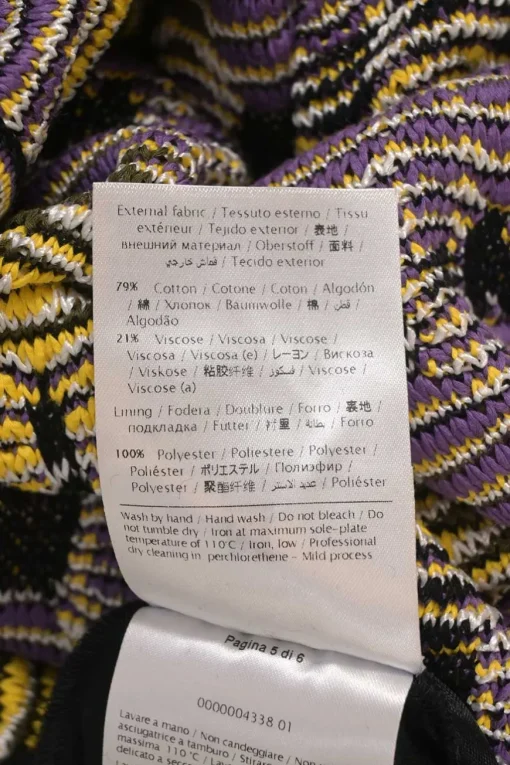 External fabric / Tessuto esterno / Tissu
extérieur / Tejido exterior / 表地 /
внешний материал / Oberstoff / 面料 /
قماش خارجي / Tecido exterior
79% Cotton / Cotone / Coton / Algodón
/ 綿 / Хлопок / Baumwolle / 棉 / قطن /
Algodão
21% Viscose / Viscosa / Viscose /
Viscosa / Viscosa (e) / レーヨン / Вискоза
/ Viskose / 粘胶纤维 / فسكوز / Viscose /
Viscose (a)
Lining / Fodera / Doublure / Forro / 裏地 /
подкладка / Futter / 衬里 / بطانة / Forro
100% Polyester / Poliestere / Polyester /
Poliéster / ポリエステル / Полиэфир /
Polyester / 聚酯纤维 / عديد الاستر / Poliéster
Wash by hand / Hand wash / Do not bleach / Do
not tumble dry / Iron at maximum sole-plate
temperature of 110°C / Iron, low / Professional
dry cleaning in perchlorethene - Mild process
Pagina 5 di 6
0000004338 01
Lavare a mano / Non candeggiare / Non
asciugatrice a tamburo / Stirare
massima 110°C /
delicato a secco